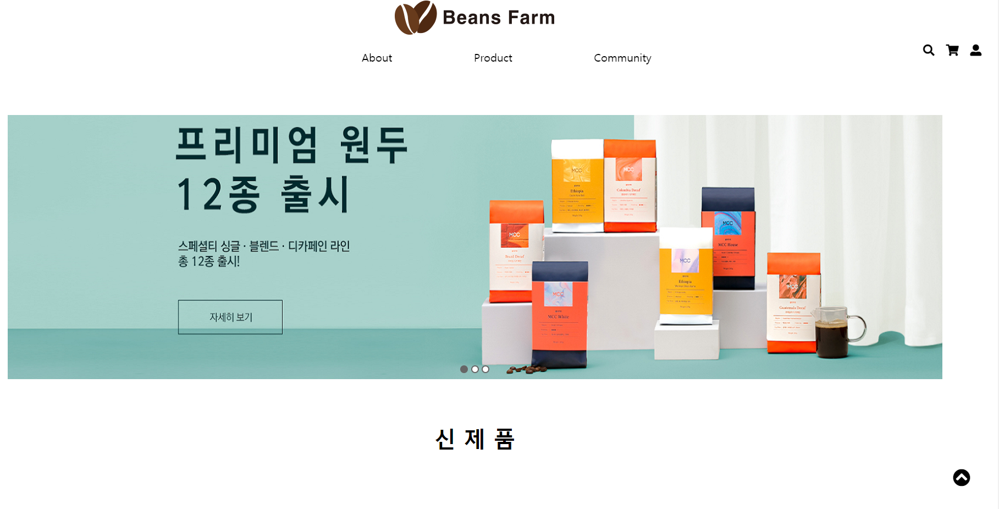 Beans Farm
About
Product
Community
프리미엄 원두
12종 출시
스페셜티 싱글 · 블렌드 · 디카페인 라인
총 12종 출시!
자세히 보기
MCC
Ethiopia
MCC
Colombia Decaf
MCC
Brazil Decaf
MCC
MCC White
MCC
Ethiopia
MCC
MCC House
MCC
Guatemala Decaf
신 제 품